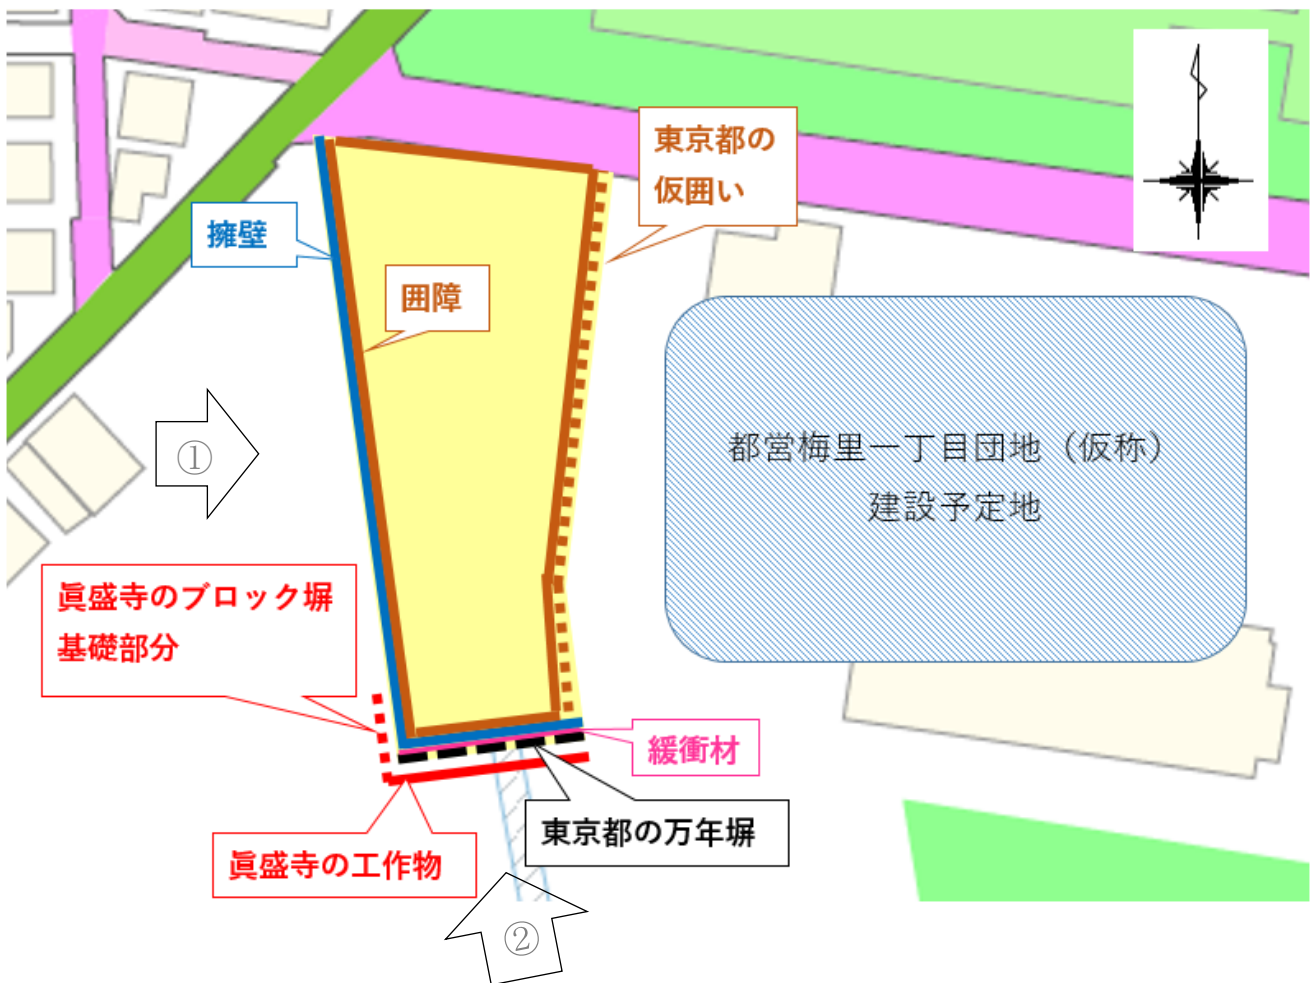 東京都の
仮囲い
擁壁
囲障
都営梅里一丁目団地（仮称）
建設予定地
①
眞盛寺のブロック塀
基礎部分
緩衝材
東京都の万年塀
眞盛寺の工作物
②